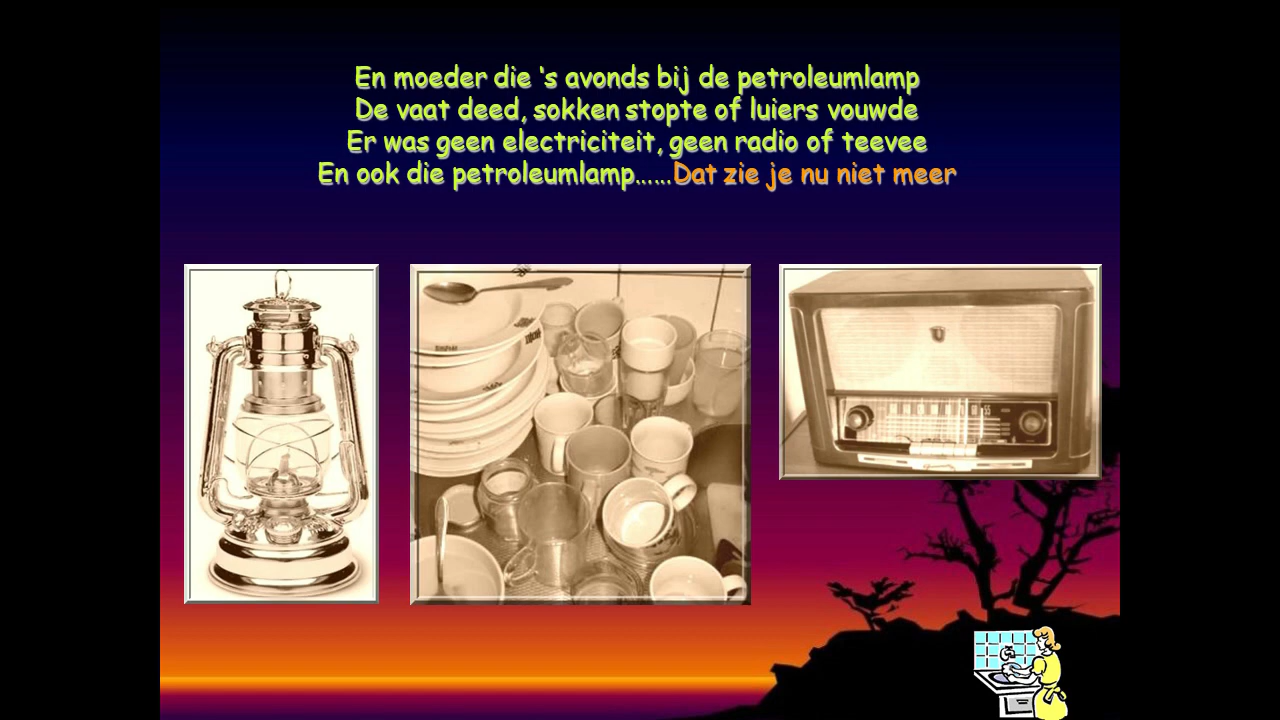 En moeder die ‘s avonds bij de petroleumlamp
De vaat deed, sokken stopte of luiers vouwde
Er was geen electriciteit, geen radio of teevee
En ook die petroleumlamp……Dat zie je nu niet meer